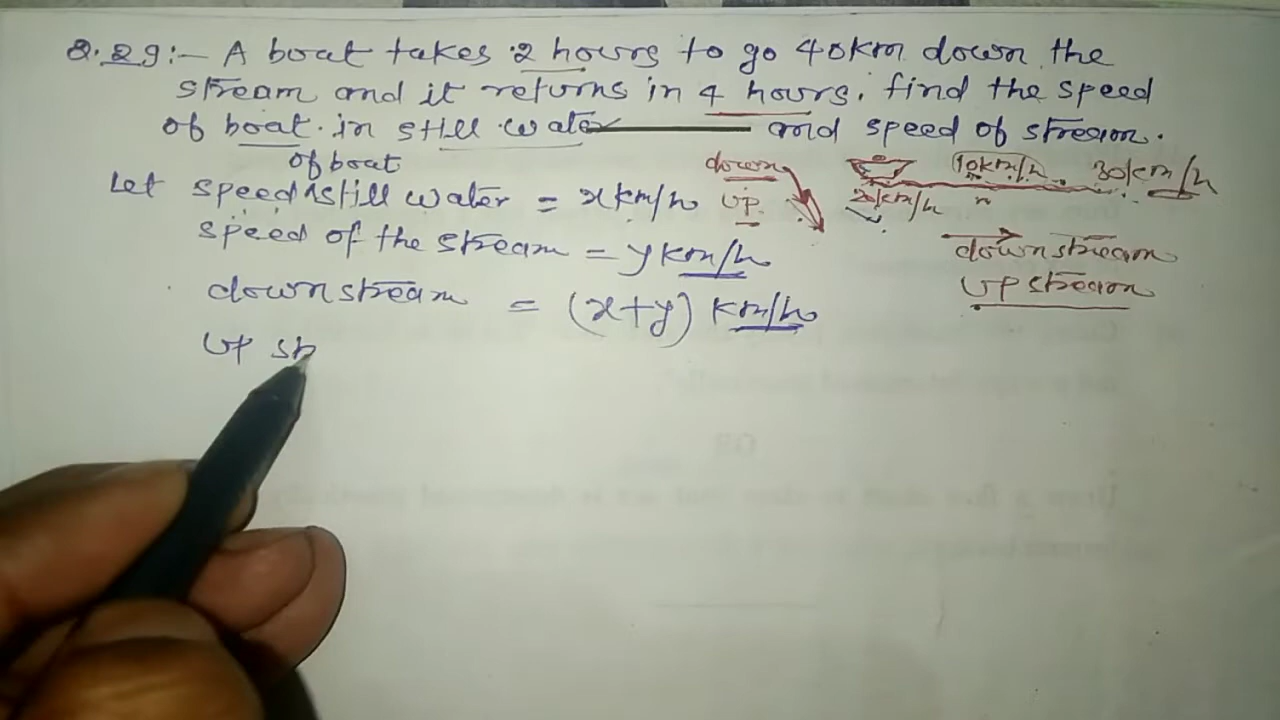 Q.29:- A boat takes 2 hours to go 40km down the
stream and it returns in 4 hours. find the speed
of boat in still water and speed of stream.
of boat
Let speed ^ still water = x km/h
down
up
10km/h 30km/h
20km/h
speed of the stream = y km/h
downstream
upstream
downstream = (x+y) km/h
up st